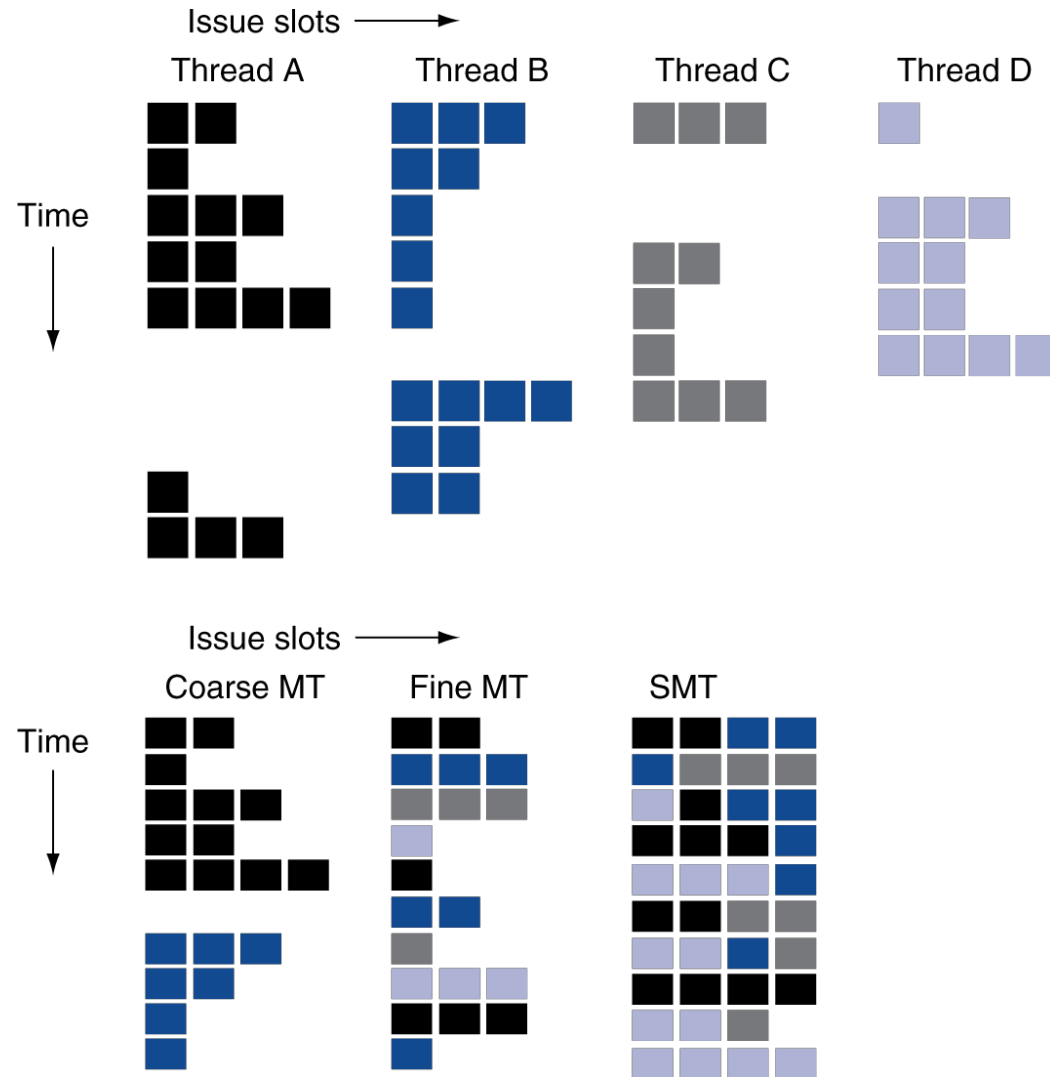 Issue slots
Thread A Thread B Thread C Thread D
Time
Issue slots
Coarse MT Fine MT SMT
Time